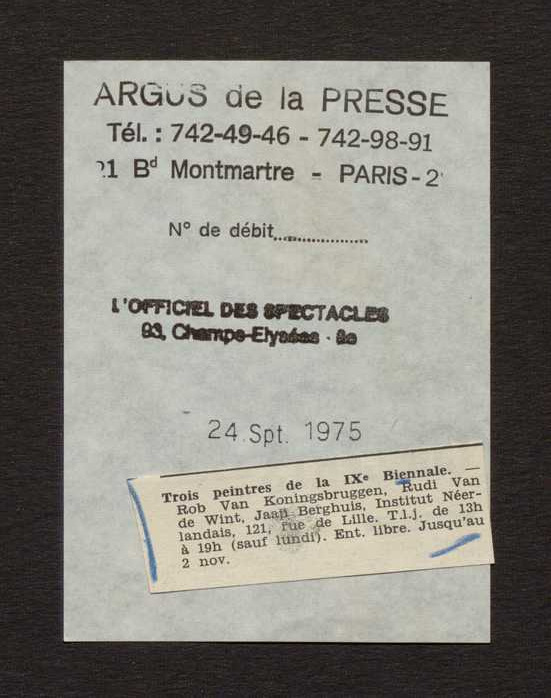 ARGUS de la PRESSE
Tél. : 742-49-46 - 742-98-91
21 Bd Montmartre - PARIS-2
N° de débit
L'OFFICIEL DES SPECTACLES
93, Champs-Elysées - 8e
24 Spt. 1975
Trois peintres de la IXe Biennale. —
Rob Van Koningsbruggen, Rudi Van
de Wint, Jaap Berghuis, Institut Néer-
landais, 121, rue de Lille. T.l.j. de 13h
à 19h (sauf lundi). Ent. libre. Jusqu'au
2 nov.